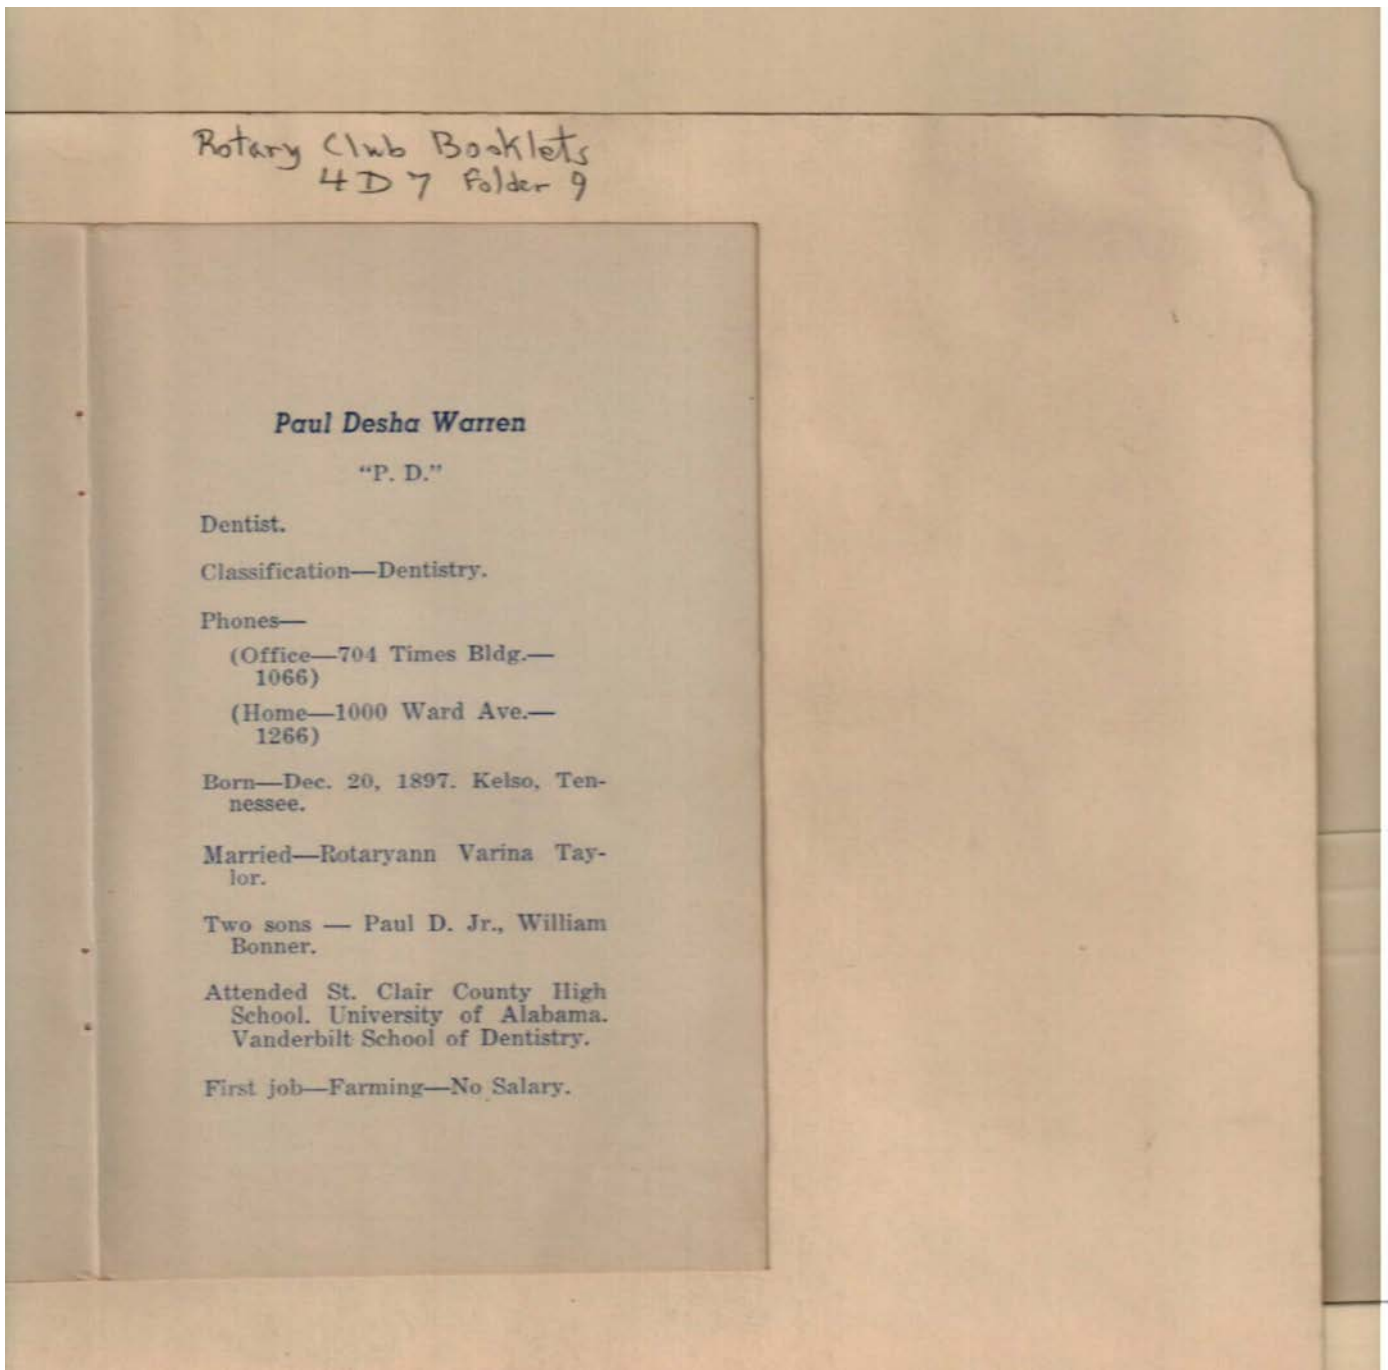 Rotary Club Booklets
4D7 Folder 9
Paul Desha Warren
“P. D.”
Dentist.
Classification—Dentistry.
Phones—
(Office—704 Times Bldg.—
1066)
(Home—1000 Ward Ave.—
1266)
Born—Dec. 20, 1897. Kelso, Ten-
nessee.
Married—Rotaryann Varina Tay-
lor.
Two sons — Paul D. Jr., William
Bonner.
Attended St. Clair County High
School. University of Alabama.
Vanderbilt School of Dentistry.
First job—Farming—No Salary.